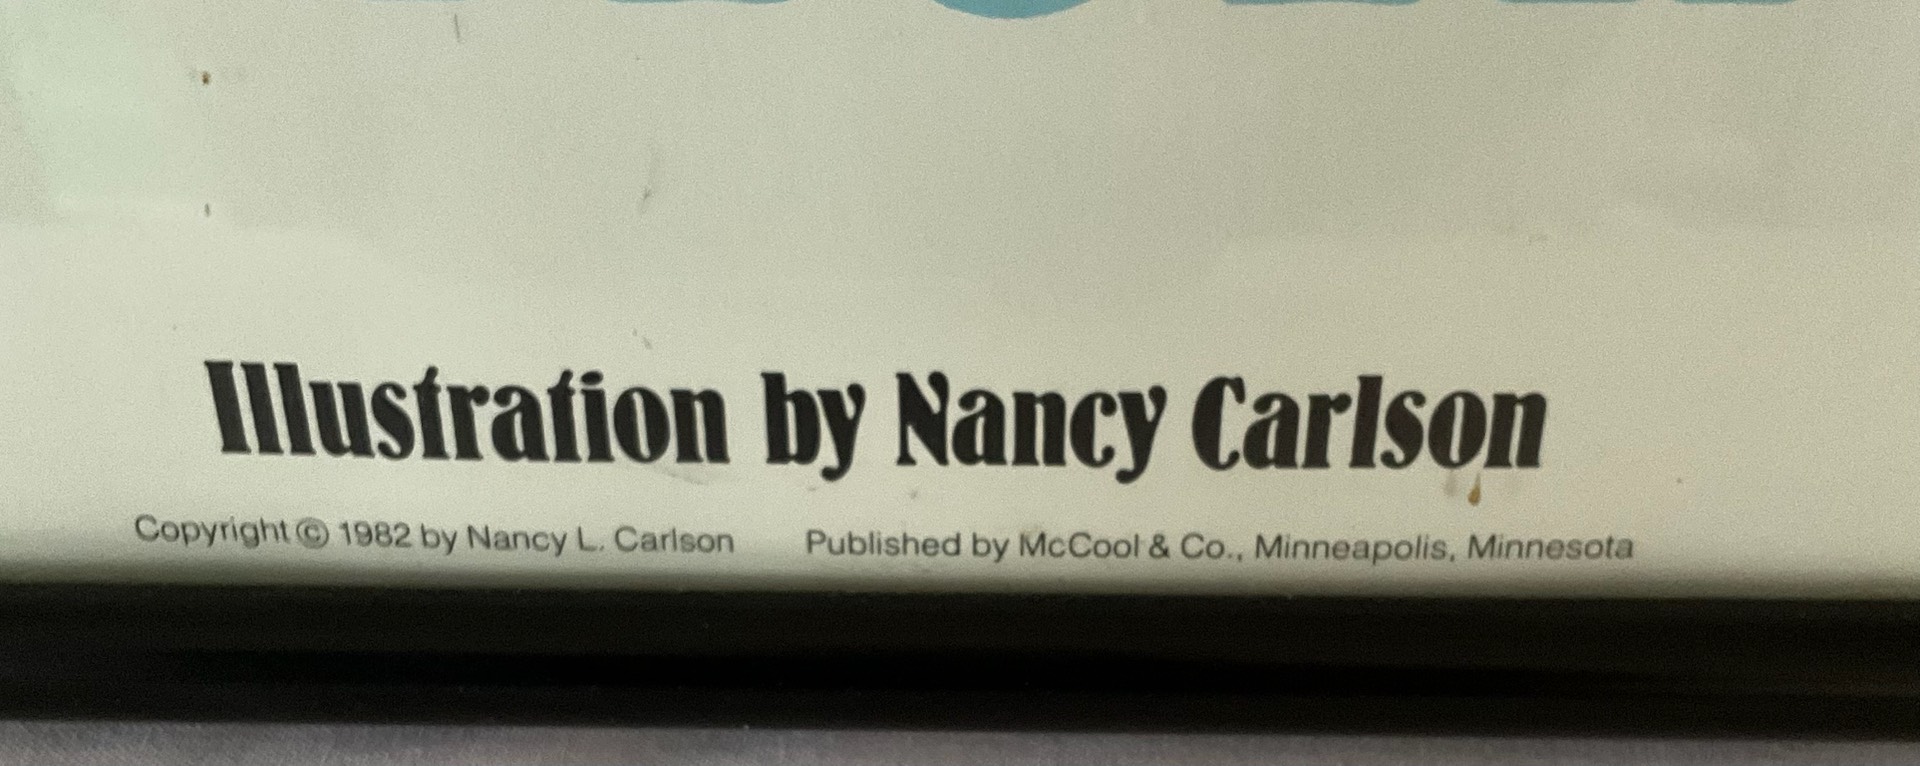 Illustration by Nancy Carlson
Copyright © 1982 by Nancy L. Carlson Published by McCool & Co., Minneapolis, Minnesota